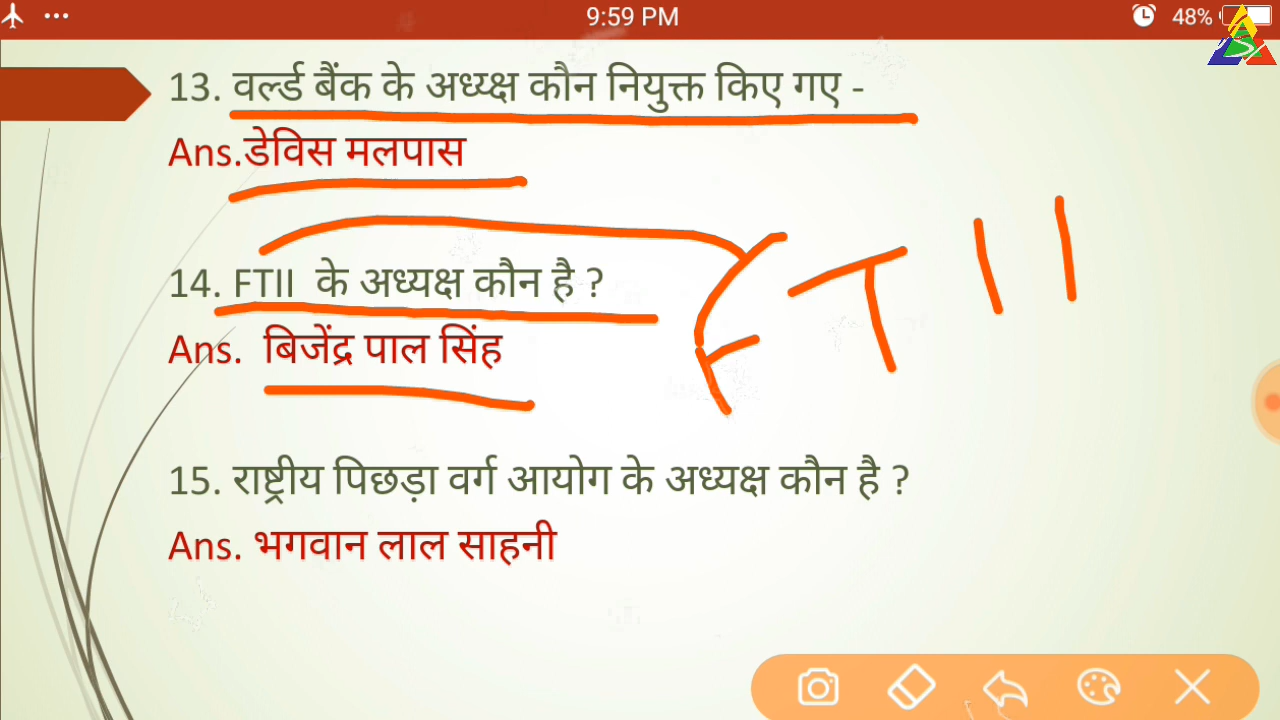 9:59 PM 48%
13. वर्ल्ड बैंक के अध्य्क्ष कौन नियुक्त किए गए -
Ans.डेविस मलपास
14. FTII के अध्यक्ष कौन है ?
FTII
Ans. बिजेंद्र पाल सिंह
15. राष्ट्रीय पिछड़ा वर्ग आयोग के अध्यक्ष कौन है ?
Ans. भगवान लाल साहनी